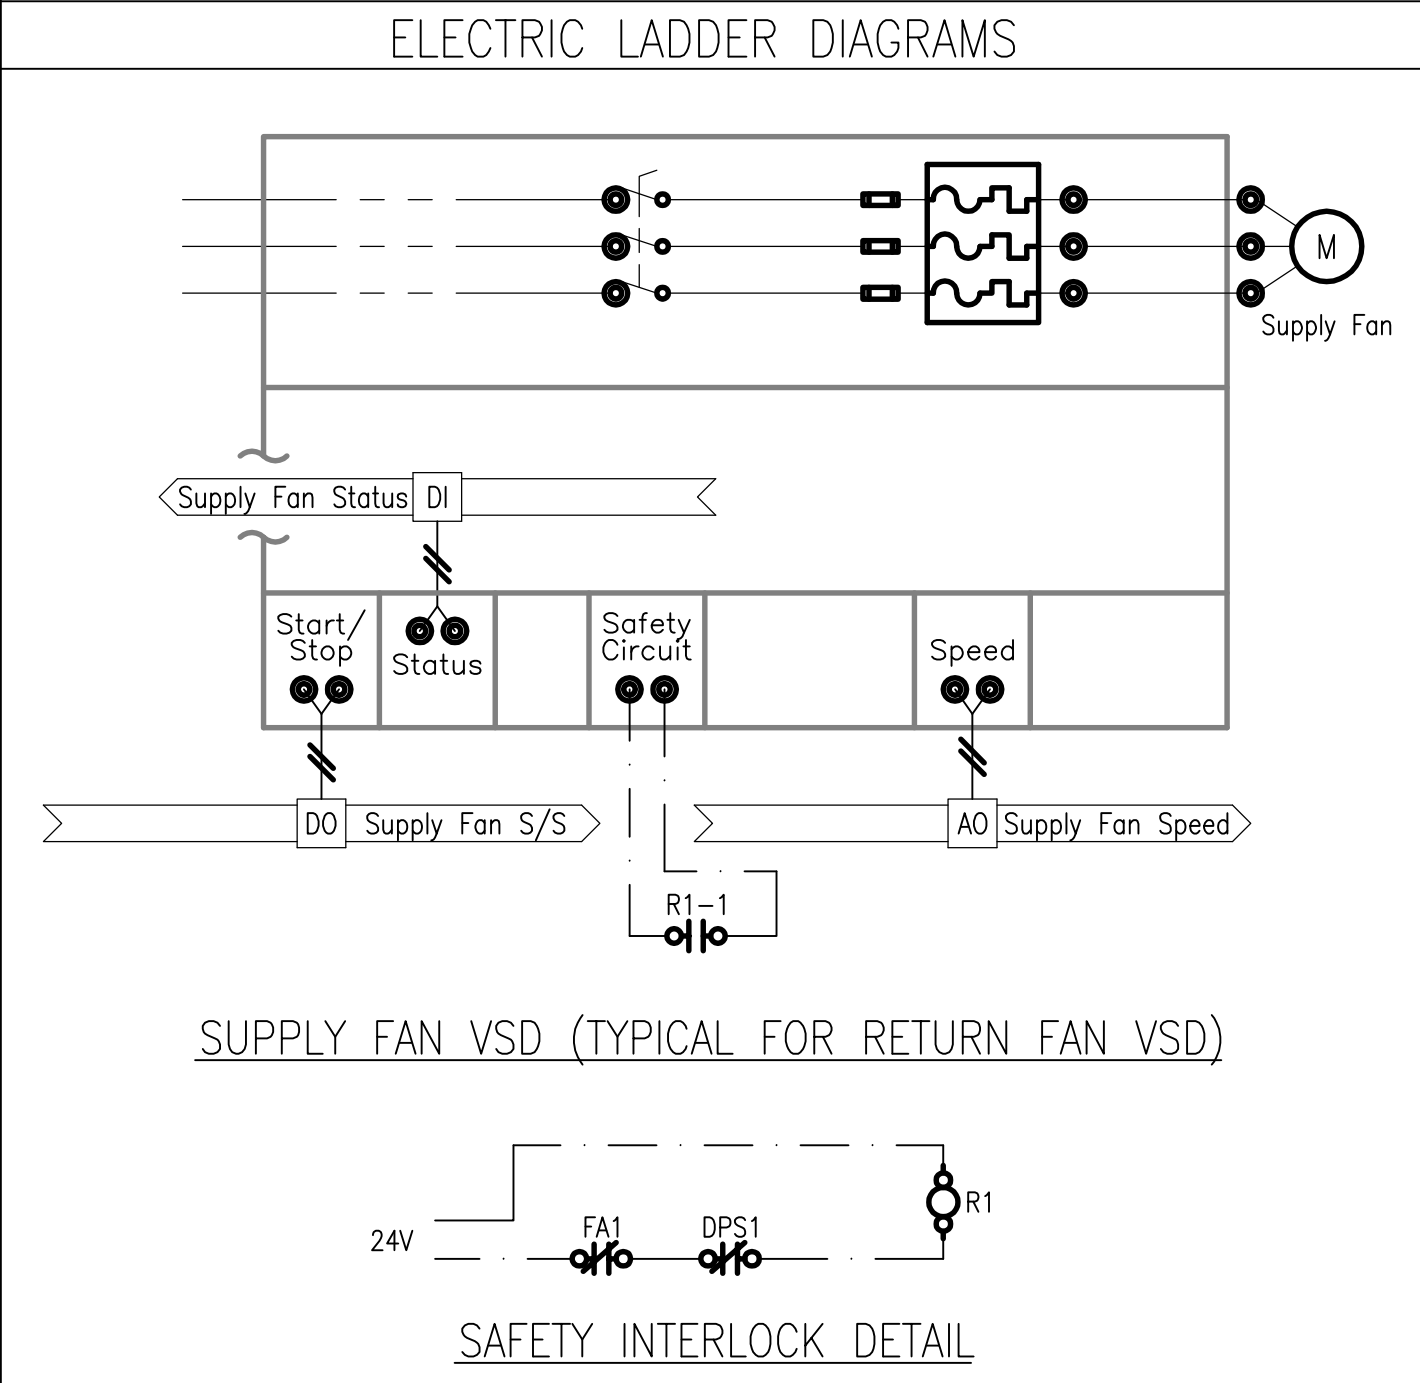 ELECTRIC LADDER DIAGRAMS
M
Supply Fan
Supply Fan Status DI
Start/
Stop
Status
Safety
Circuit
Speed
DO Supply Fan S/S
AO Supply Fan Speed
R1-1
SUPPLY FAN VSD (TYPICAL FOR RETURN FAN VSD)
24V
FA1
DPS1
R1
SAFETY INTERLOCK DETAIL